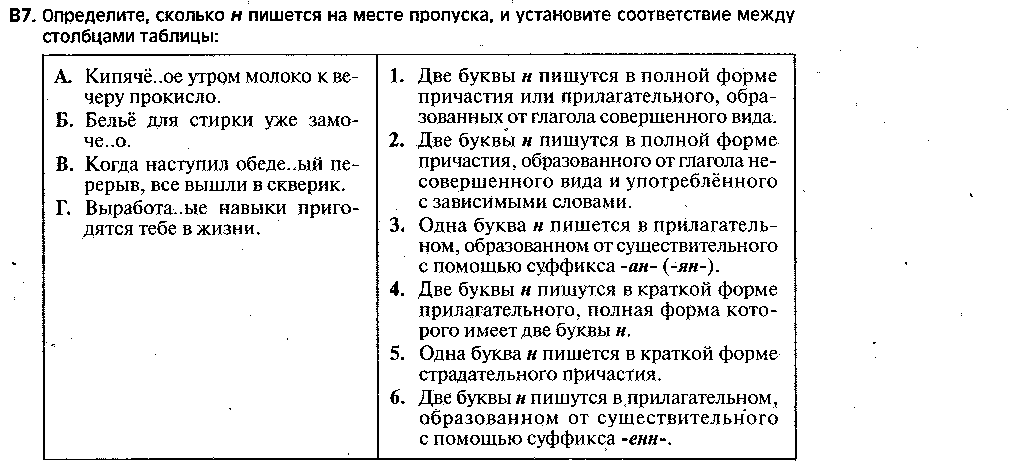 В7. Определите, сколько н пишется на месте пропуска, и установите соответствие между
столбцами таблицы:
А. Кипячё..ое утром молоко к ве-
черу прокисло.
Б. Бельё для стирки уже замо-
че..о.
В. Когда наступил обеде..ый пе-
рерыв, все вышли в скверик.
Г. Выработа..ые навыки приго-
дятся тебе в жизни.
1. Две буквы н пишутся в полной форме
причастия или прилагательного, обра-
зованных от глагола совершенного вида.
2. Две буквы н пишутся в полной форме
причастия, образованного от глагола не-
совершенного вида и употреблённого
с зависимыми словами.
3. Одна буква н пишется в прилагатель-
ном, образованном от существительного
с помощью суффикса -ан- (-ян-).
4. Две буквы н пишутся в краткой форме
прилагательного, полная форма кото-
рого имеет две буквы н.
5. Одна буква н пишется в краткой форме
страдательного причастия.
6. Две буквы н пишутся в прилагательном,
образованном от существительного
с помощью суффикса -енн-.